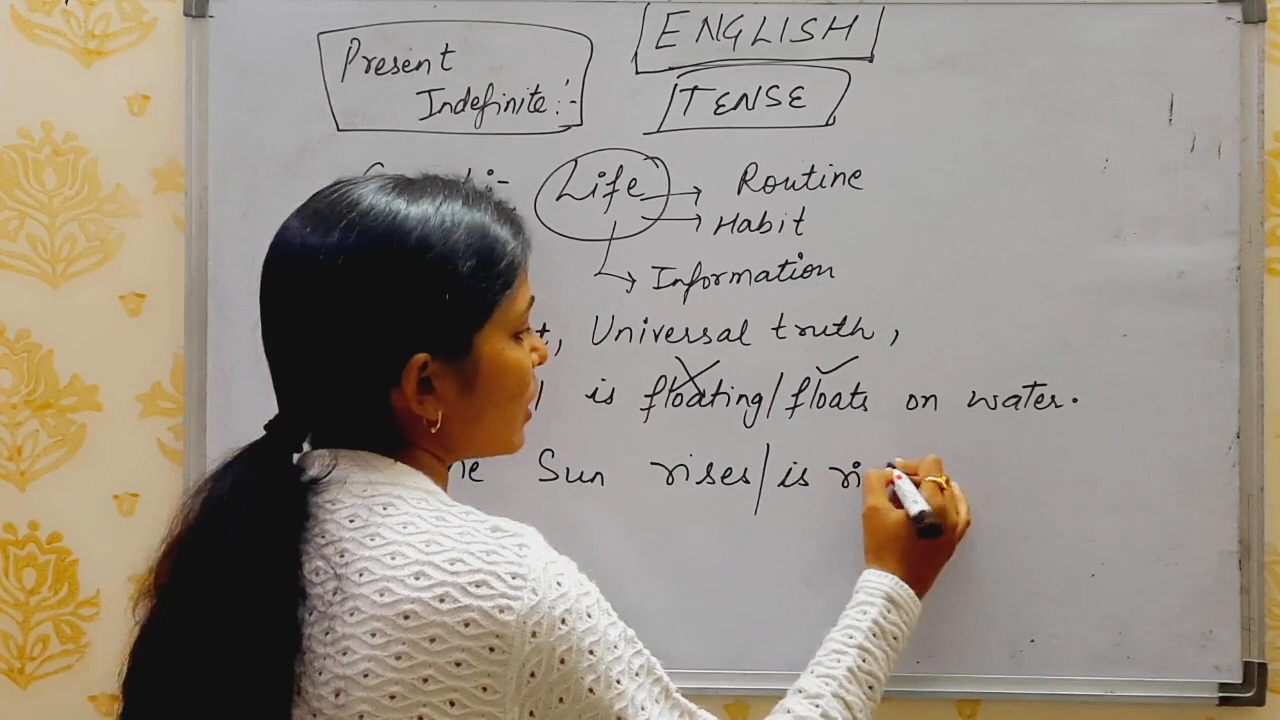 ENGLISH
Present
Indefinite:-
TENSE
Life → Routine
→ Habit
→ Information
Universal truth,
is floating/floats on water.
Sun rises/is